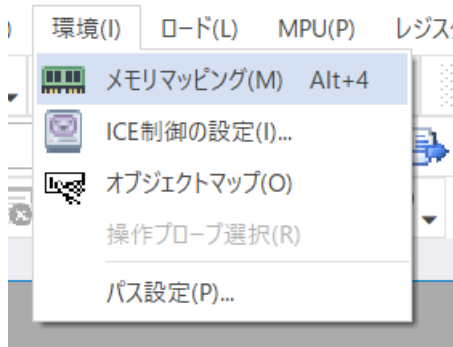 環境(I) ロード(L) MPU(P) レジスタ
メモリマッピング(M) Alt+4
ICE制御の設定(I)...
オブジェクトマップ(O)
操作プローブ選択(R)
パス設定(P)...